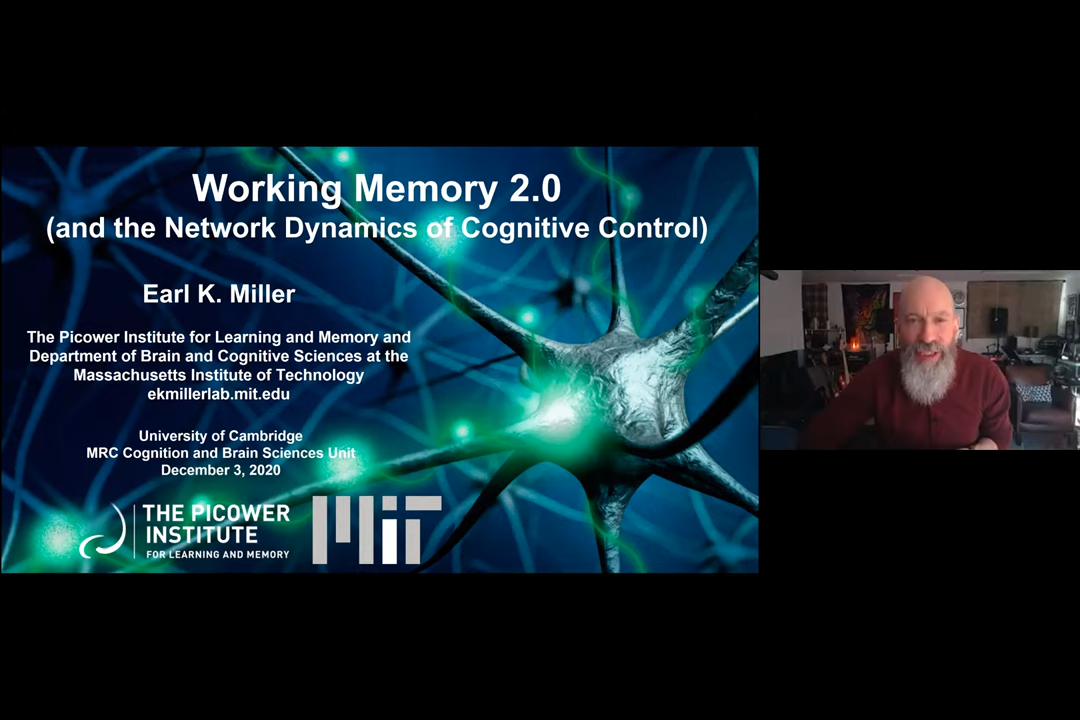 Working Memory 2.0
(and the Network Dynamics of Cognitive Control)
Earl K. Miller
The Picower Institute for Learning and Memory and
Department of Brain and Cognitive Sciences at the
Massachusetts Institute of Technology
ekmillerlab.mit.edu
University of Cambridge
MRC Cognition and Brain Sciences Unit
December 3, 2020
THE PICOWER
INSTITUTE
FOR LEARNING AND MEMORY
MIT